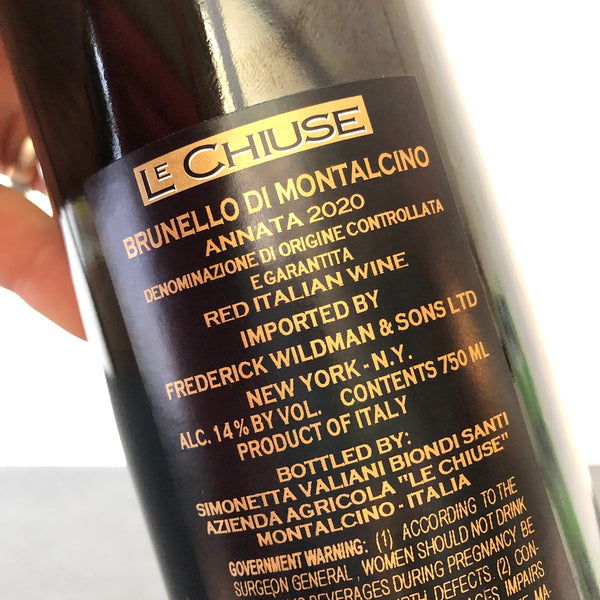 LE CHIUSE
BRUNELLO DI MONTALCINO
ANNATA 2020
DENOMINAZIONE DI ORIGINE CONTROLLATA
E GARANTITA
RED ITALIAN WINE
IMPORTED BY
FREDERICK WILDMAN & SONS LTD
NEW YORK - N.Y.
ALC. 14% BY VOL. CONTENTS 750 ML
PRODUCT OF ITALY
BOTTLED BY:
SIMONETTA VALIANI BIONDI SANTI
AZIENDA AGRICOLA "LE CHIUSE"
MONTALCINO - ITALIA
GOVERNMENT WARNING: (1) ACCORDING TO THE
SURGEON GENERAL, WOMEN SHOULD NOT DRINK
BEVERAGES DURING PREGNANCY BE
DEFECTS. (2) CON-
IMPAIRS
MA-